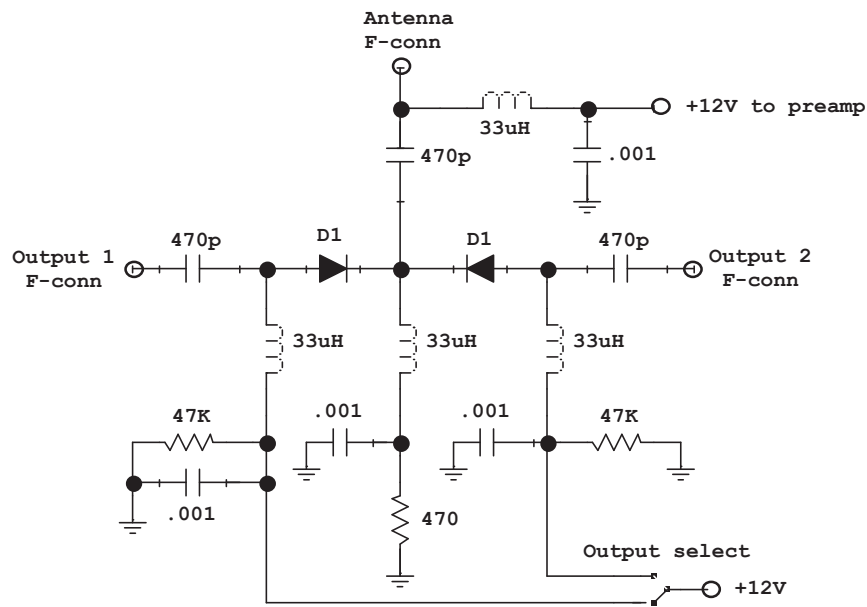 Antenna
F-conn
+12V to preamp
33uH
470p
.001
Output 1
F-conn
470p
D1
D1
470p
Output 2
F-conn
33uH
33uH
33uH
47K
.001
.001
47K
.001
470
Output select
+12V